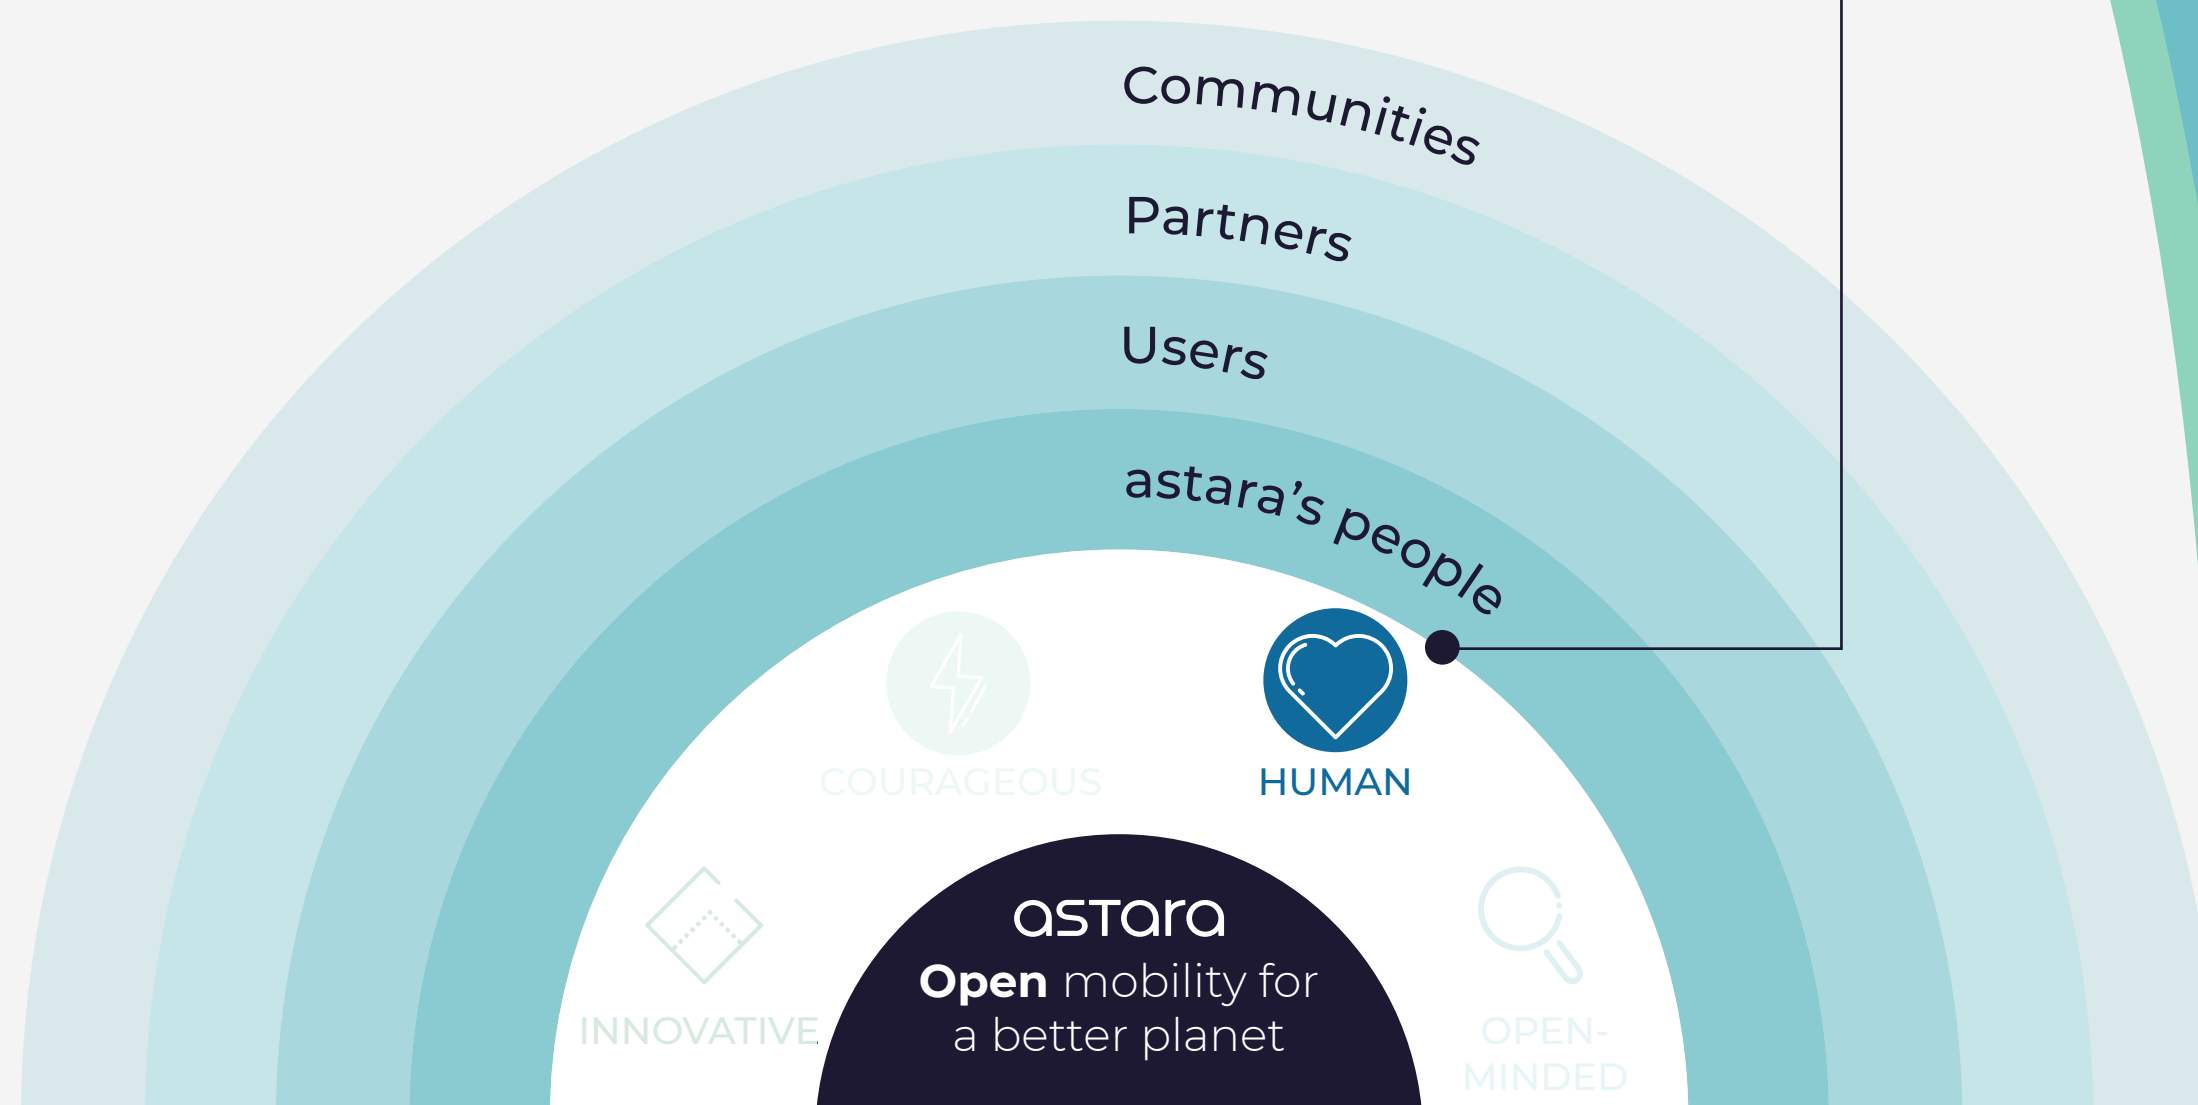 Communities
Partners
Users
astara’s people
COURAGEOUS
HUMAN
INNOVATIVE
OPEN-
MINDED
astara
Open mobility for
a better planet